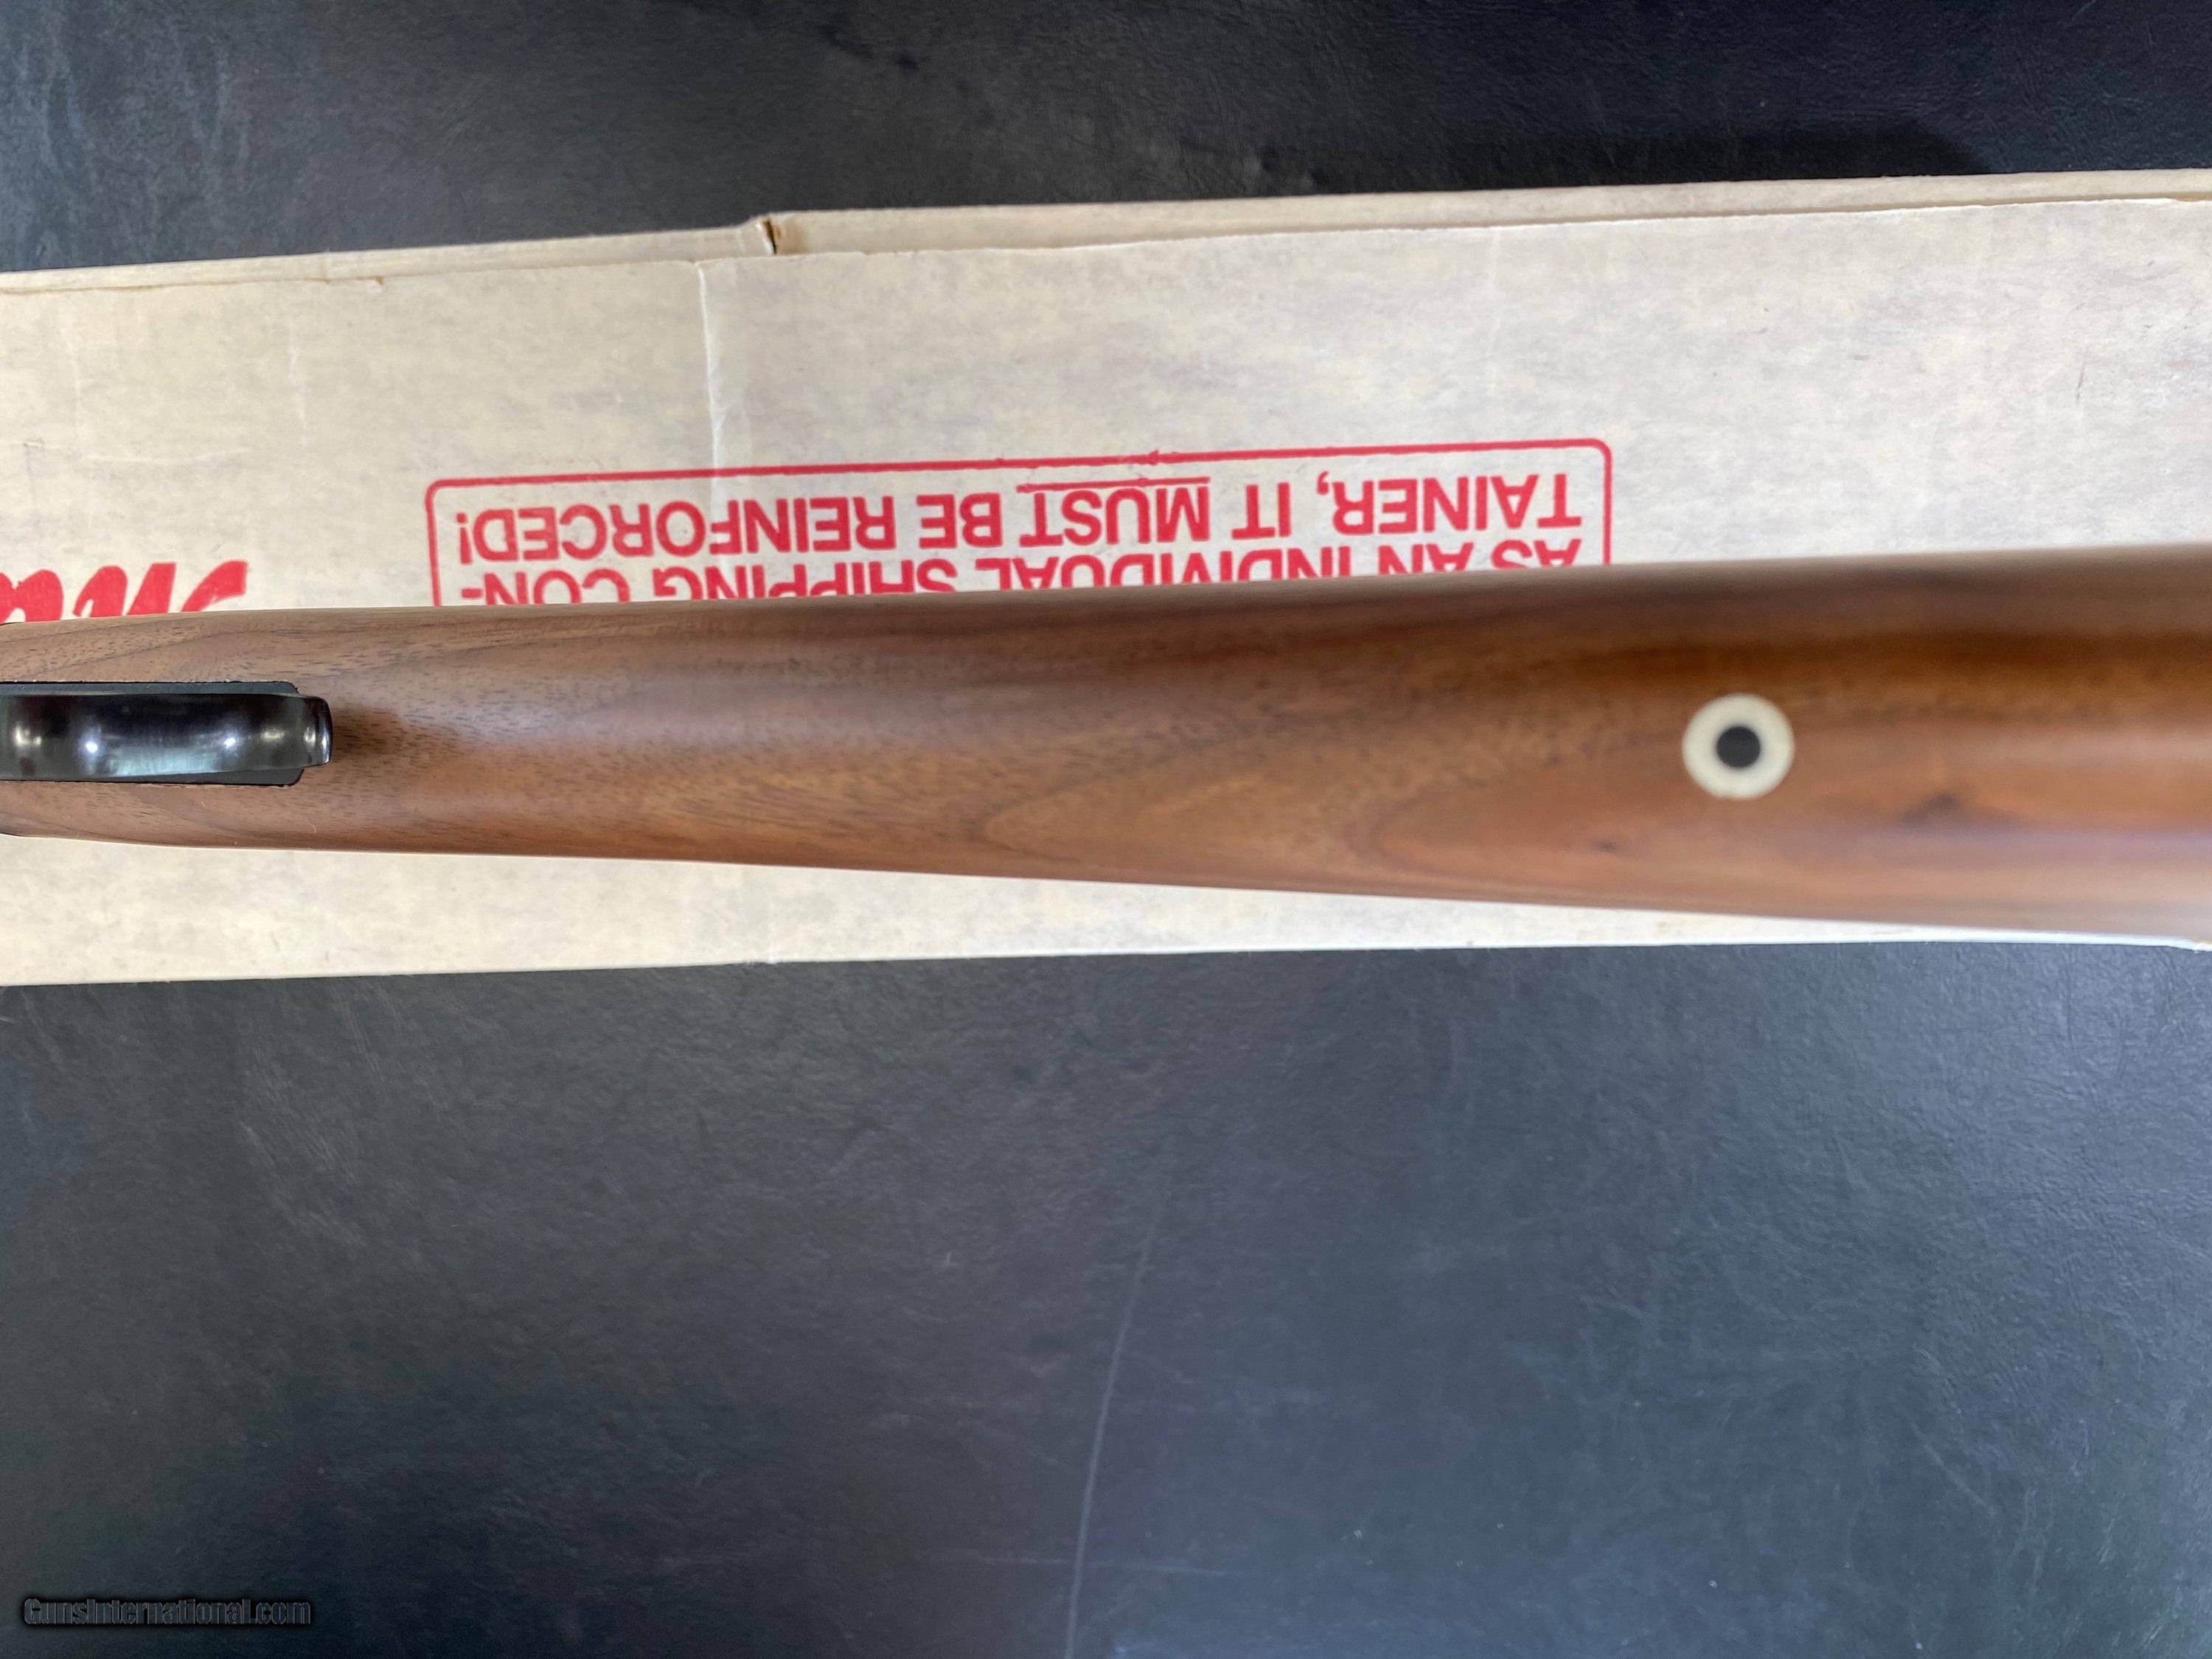 AS AN INDIVIDUAL SHIPPING CON-
TAINER, IT MUST BE REINFORCED!
GunsInternational.com